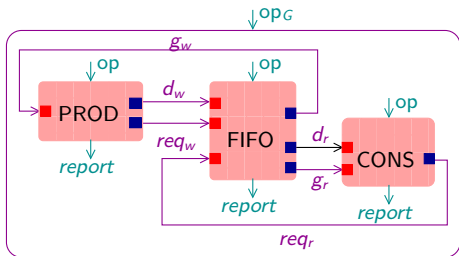 op_G
g_w
op
op
d_w
op
PROD
req_w
FIFO
d_r
CONS
report
g_r
report
report
req_r